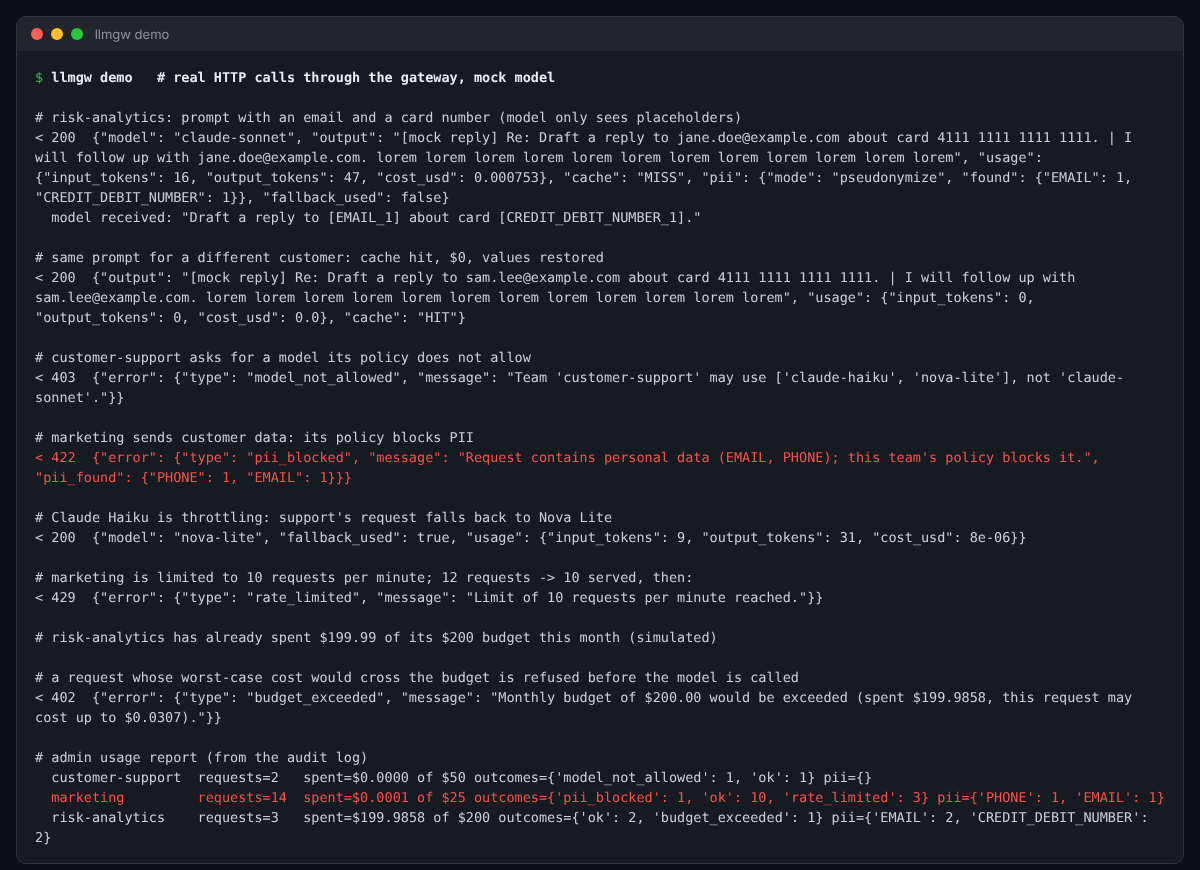 llmgw demo
$ llmgw demo   # real HTTP calls through the gateway, mock model
# risk-analytics: prompt with an email and a card number (model only sees placeholders)
< 200  {"model": "claude-sonnet", "output": "[mock reply] Re: Draft a reply to jane.doe@example.com about card 4111 1111 1111 1111. | I
will follow up with jane.doe@example.com. lorem lorem lorem lorem lorem lorem lorem lorem lorem lorem lorem lorem", "usage":
{"input_tokens": 16, "output_tokens": 47, "cost_usd": 0.000753}, "cache": "MISS", "pii": {"mode": "pseudonymize", "found": {"EMAIL": 1,
"CREDIT_DEBIT_NUMBER": 1}}, "fallback_used": false}
  model received: "Draft a reply to [EMAIL_1] about card [CREDIT_DEBIT_NUMBER_1]."
# same prompt for a different customer: cache hit, $0, values restored
< 200  {"output": "[mock reply] Re: Draft a reply to sam.lee@example.com about card 4111 1111 1111 1111. | I will follow up with
sam.lee@example.com. lorem lorem lorem lorem lorem lorem lorem lorem lorem lorem lorem lorem", "usage": {"input_tokens": 0,
"output_tokens": 0, "cost_usd": 0.0}, "cache": "HIT"}
# customer-support asks for a model its policy does not allow
< 403  {"error": {"type": "model_not_allowed", "message": "Team 'customer-support' may use ['claude-haiku', 'nova-lite'], not 'claude-
sonnet'."}}
# marketing sends customer data: its policy blocks PII
< 422  {"error": {"type": "pii_blocked", "message": "Request contains personal data (EMAIL, PHONE); this team's policy blocks it.",
"pii_found": {"PHONE": 1, "EMAIL": 1}}}
# Claude Haiku is throttling: support's request falls back to Nova Lite
< 200  {"model": "nova-lite", "fallback_used": true, "usage": {"input_tokens": 9, "output_tokens": 31, "cost_usd": 8e-06}}
# marketing is limited to 10 requests per minute; 12 requests -> 10 served, then:
< 429  {"error": {"type": "rate_limited", "message": "Limit of 10 requests per minute reached."}}
# risk-analytics has already spent $199.99 of its $200 budget this month (simulated)
# a request whose worst-case cost would cross the budget is refused before the model is called
< 402  {"error": {"type": "budget_exceeded", "message": "Monthly budget of $200.00 would be exceeded (spent $199.9858, this request may
cost up to $0.0307)."}}
# admin usage report (from the audit log)
  customer-support  requests=2   spent=$0.0000 of $50 outcomes={'model_not_allowed': 1, 'ok': 1} pii={}
  marketing         requests=14  spent=$0.0001 of $25 outcomes={'pii_blocked': 1, 'ok': 10, 'rate_limited': 3} pii={'PHONE': 1, 'EMAIL': 1}
  risk-analytics    requests=3   spent=$199.9858 of $200 outcomes={'ok': 2, 'budget_exceeded': 1} pii={'EMAIL': 2, 'CREDIT_DEBIT_NUMBER':
2}